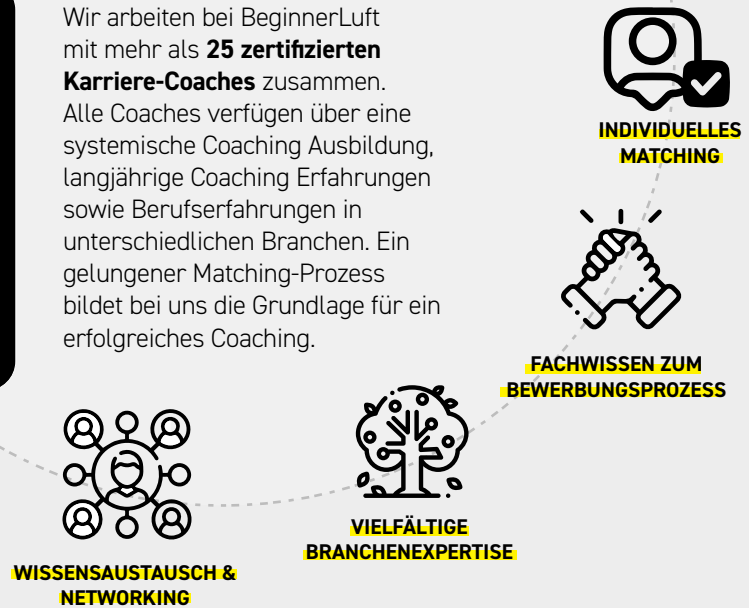 Wir arbeiten bei BeginnerLuft
mit mehr als 25 zertifizierten
Karriere-Coaches zusammen.
Alle Coaches verfügen über eine
systemische Coaching Ausbildung,
langjährige Coaching Erfahrungen
sowie Berufserfahrungen in
unterschiedlichen Branchen. Ein
gelungener Matching-Prozess
bildet bei uns die Grundlage für ein
erfolgreiches Coaching.
INDIVIDUELLES
MATCHING
FACHWISSEN ZUM
BEWERBUNGSPROZESS
VIELFÄLTIGE
BRANCHENEXPERTISE
WISSENSAUSTAUSCH &
NETWORKING